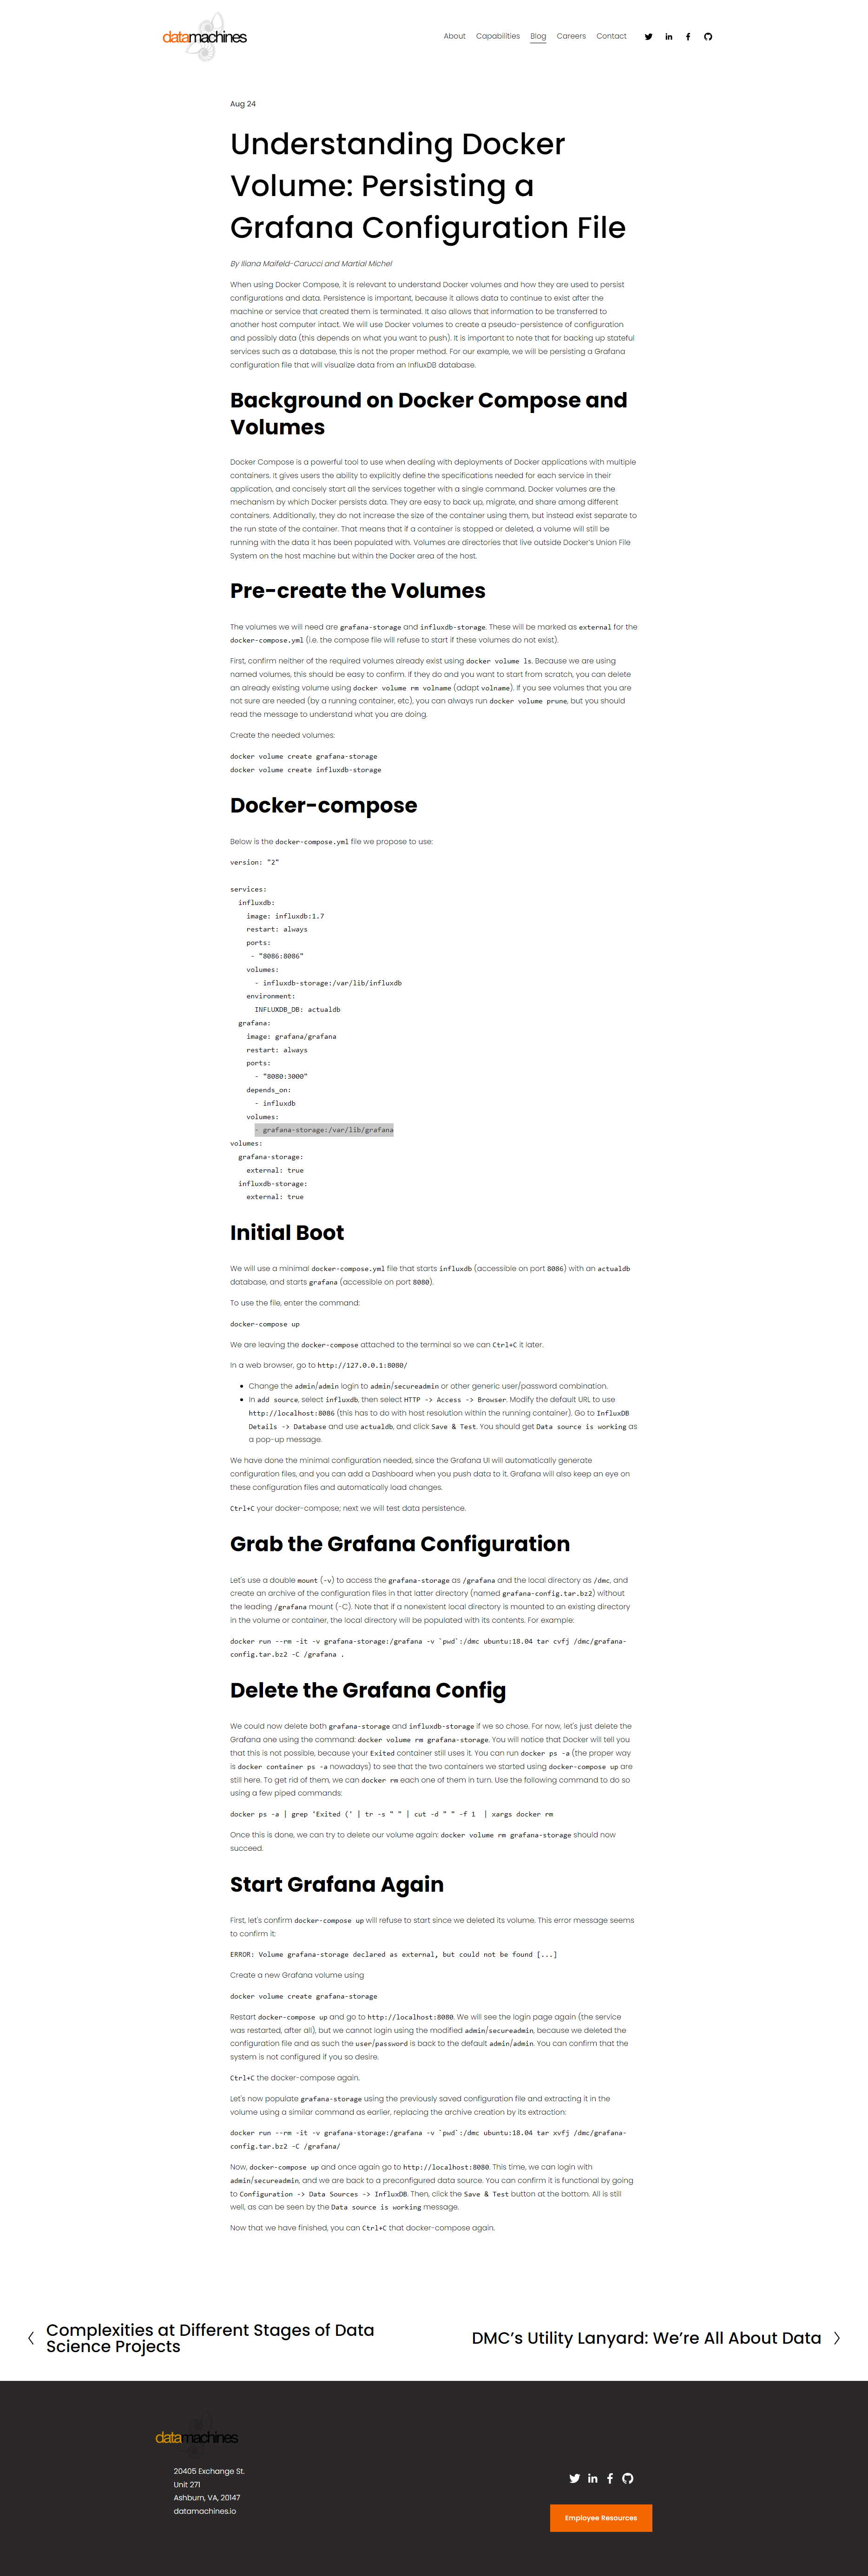 datamachines
About Capabilities Blog Careers Contact
Aug 24
Understanding Docker
Volume: Persisting a
Grafana Configuration File
By Iliana Maifeld-Carucci and Martial Michel
When using Docker Compose, it is relevant to understand Docker volumes and how they are used to persist
configurations and data. Persistence is important, because it allows data to continue to exist after the
machine or service that created them is terminated. It also allows that information to be transferred to
another host computer intact. We will use Docker volumes to create a pseudo-persistence of configuration
and possibly data (this depends on what you want to push). It is important to note that for backing up stateful
services such as a database, this is not the proper method. For our example, we will be persisting a Grafana
configuration file that will visualize data from an InfluxDB database.
Background on Docker Compose and
Volumes
Docker Compose is a powerful tool to use when dealing with deployments of Docker applications with multiple
containers. It gives users the ability to explicitly define the specifications needed for each service in their
application, and concisely start all the services together with a single command. Docker volumes are the
mechanism by which Docker persists data. They are easy to back up, migrate, and share among different
containers. Additionally, they do not increase the size of the container using them, but instead exist separate to
the run state of the container. That means that if a container is stopped or deleted, a volume will still be
running with the data it has been populated with. Volumes are directories that live outside Docker's Union File
System on the host machine but within the Docker area of the host.
Pre-create the Volumes
The volumes we will need are grafana-storage and influxdb-storage. These will be marked as external for the
docker-compose.yml (i.e. the compose file will refuse to start if these volumes do not exist).
First, confirm neither of the required volumes already exist using docker volume ls. Because we are using
named volumes, this should be easy to confirm. If they do and you want to start from scratch, you can delete
an already existing volume using docker volume rm volname (adapt volname). If you see volumes that you are
not sure are needed (by a running container, etc), you can always run docker volume prune, but you should
read the message to understand what you are doing.
Create the needed volumes:
docker volume create grafana-storage
docker volume create influxdb-storage
Docker-compose
Below is the docker-compose.yml file we propose to use:
version: "2"
services:
influxdb:
image: influxdb:1.7
restart: always
ports:
- "8086:8086"
volumes:
- influxdb-storage:/var/lib/influxdb
environment:
INFLUXDB_DB: actualdb
grafana:
image: grafana/grafana
restart: always
ports:
- "8080:3000"
depends_on:
- influxdb
volumes:
- grafana-storage:/var/lib/grafana
volumes:
grafana-storage:
external: true
influxdb-storage:
external: true
Initial Boot
We will use a minimal docker-compose.yml file that starts influxdb (accessible on port 8086) with an actualdb
database, and starts grafana (accessible on port 8080).
To use the file, enter the command:
docker-compose up
We are leaving the docker-compose attached to the terminal so we can Ctrl+C it later.
In a web browser, go to http://127.0.0.1:8080/
• Change the admin/admin login to admin/secureadmin or other generic user/password combination.
• In add source, select influxdb, then select HTTP -> Access -> Browser. Modify the default URL to use
http://localhost:8086 (this has to do with host resolution within the running container). Go to InfluxDB
Details -> Database and use actualdb, and click Save & Test. You should get Data source is working as
a pop-up message.
We have done the minimal configuration needed, since the Grafana UI will automatically generate
configuration files, and you can add a Dashboard when you push data to it. Grafana will also keep an eye on
these configuration files and automatically load changes.
Ctrl+C your docker-compose; next we will test data persistence.
Grab the Grafana Configuration
Let's use a double mount (-v) to access the grafana-storage as /grafana and the local directory as /dmc, and
create an archive of the configuration files in that latter directory (named grafana-config.tar.bz2) without
the leading /grafana mount (-C). Note that if a nonexistent local directory is mounted to an existing directory
in the volume or container, the local directory will be populated with its contents. For example:
docker run --rm -it -v grafana-storage:/grafana -v `pwd`:/dmc ubuntu:18.04 tar cvfj /dmc/grafana-
config.tar.bz2 -C /grafana .
Delete the Grafana Config
We could now delete both grafana-storage and influxdb-storage if we so chose. For now, let's just delete the
Grafana one using the command: docker volume rm grafana-storage. You will notice that Docker will tell you
that this is not possible, because your Exited container still uses it. You can run docker ps -a (the proper way
is docker container ps -a nowadays) to see that the two containers we started using docker-compose up are
still here. To get rid of them, we can docker rm each one of them in turn. Use the following command to do so
using a few piped commands:
docker ps -a | grep 'Exited (' | tr -s " " | cut -d " " -f 1  | xargs docker rm
Once this is done, we can try to delete our volume again: docker volume rm grafana-storage should now
succeed.
Start Grafana Again
First, let's confirm docker-compose up will refuse to start since we deleted its volume. This error message seems
to confirm it:
ERROR: Volume grafana-storage declared as external, but could not be found [...]
Create a new Grafana volume using
docker volume create grafana-storage
Restart docker-compose up and go to http://localhost:8080. We will see the login page again (the service
was restarted, after all), but we cannot login using the modified admin/secureadmin, because we deleted the
configuration file and as such the user/password is back to the default admin/admin. You can confirm that the
system is not configured if you so desire.
Ctrl+C the docker-compose again.
Let's now populate grafana-storage using the previously saved configuration file and extracting it in the
volume using a similar command as earlier, replacing the archive creation by its extraction:
docker run --rm -it -v grafana-storage:/grafana -v `pwd`:/dmc ubuntu:18.04 tar xvfj /dmc/grafana-
config.tar.bz2 -C /grafana/
Now, docker-compose up and once again go to http://localhost:8080. This time, we can login with
admin/secureadmin, and we are back to a preconfigured data source. You can confirm it is functional by going
to Configuration -> Data Sources -> InfluxDB. Then, click the Save & Test button at the bottom. All is still
well, as can be seen by the Data source is working message.
Now that we have finished, you can Ctrl+C that docker-compose again.
Complexities at Different Stages of Data
Science Projects
DMC's Utility Lanyard: We're All About Data
datamachines
20405 Exchange St.
Unit 271
Ashburn, VA, 20147
datamachines.io
Employee Resources